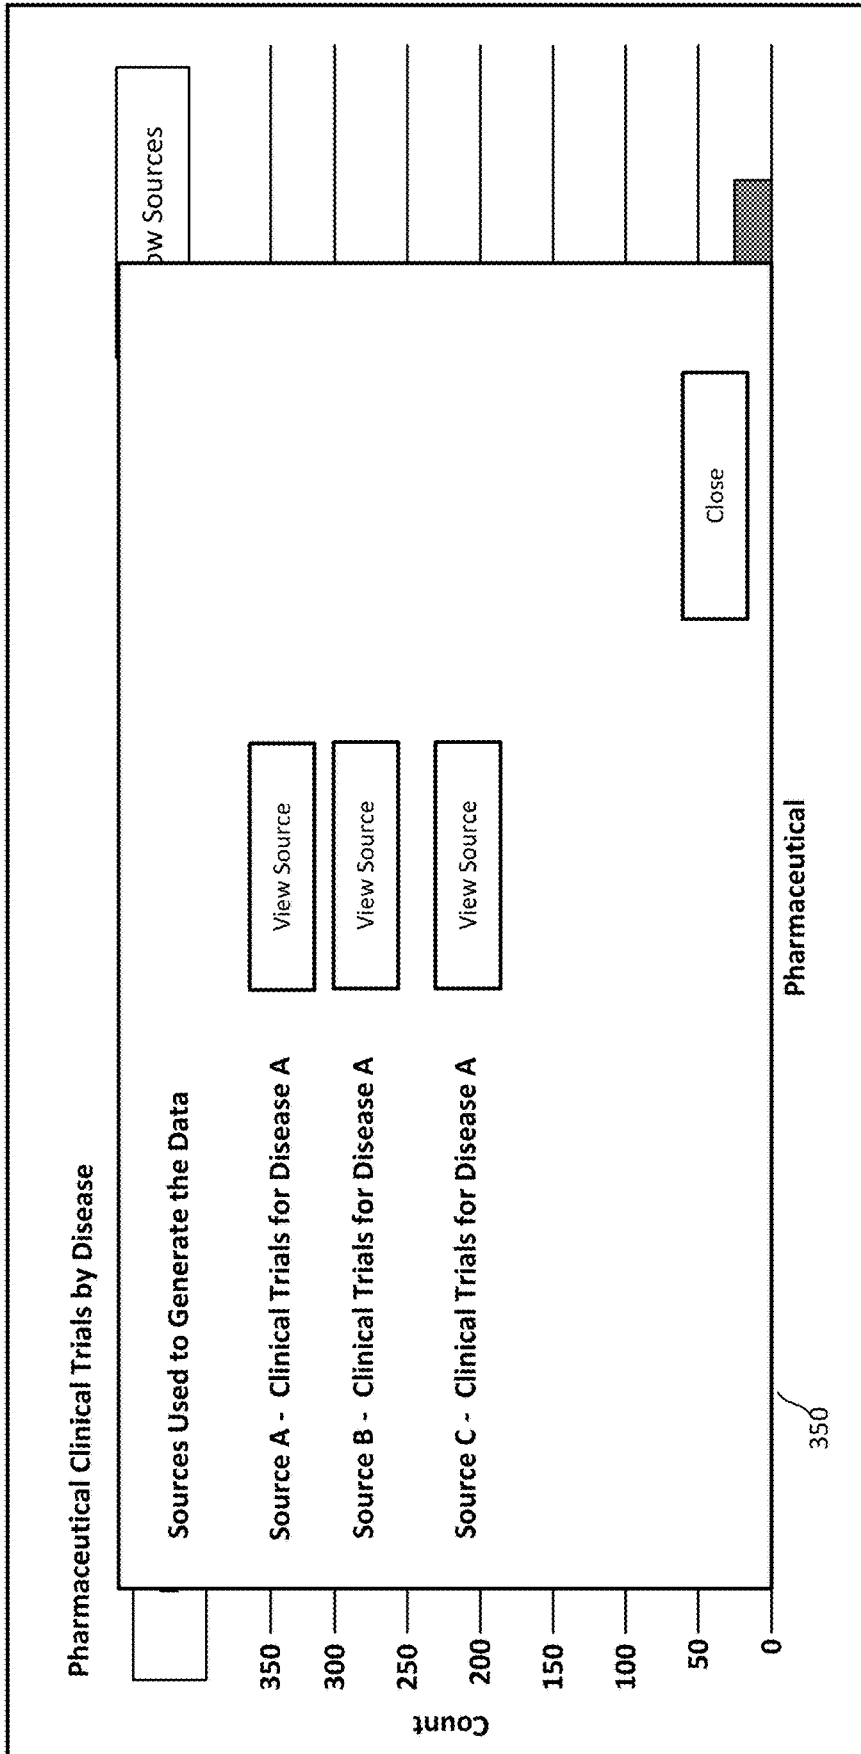 Pharmaceutical Clinical Trials by Disease
ow Sources
Sources Used to Generate the Data
Source A - Clinical Trials for Disease A
View Source
Source B - Clinical Trials for Disease A
View Source
Source C - Clinical Trials for Disease A
View Source
Close
Count
350
300
250
200
150
100
50
0
Pharmaceutical
350